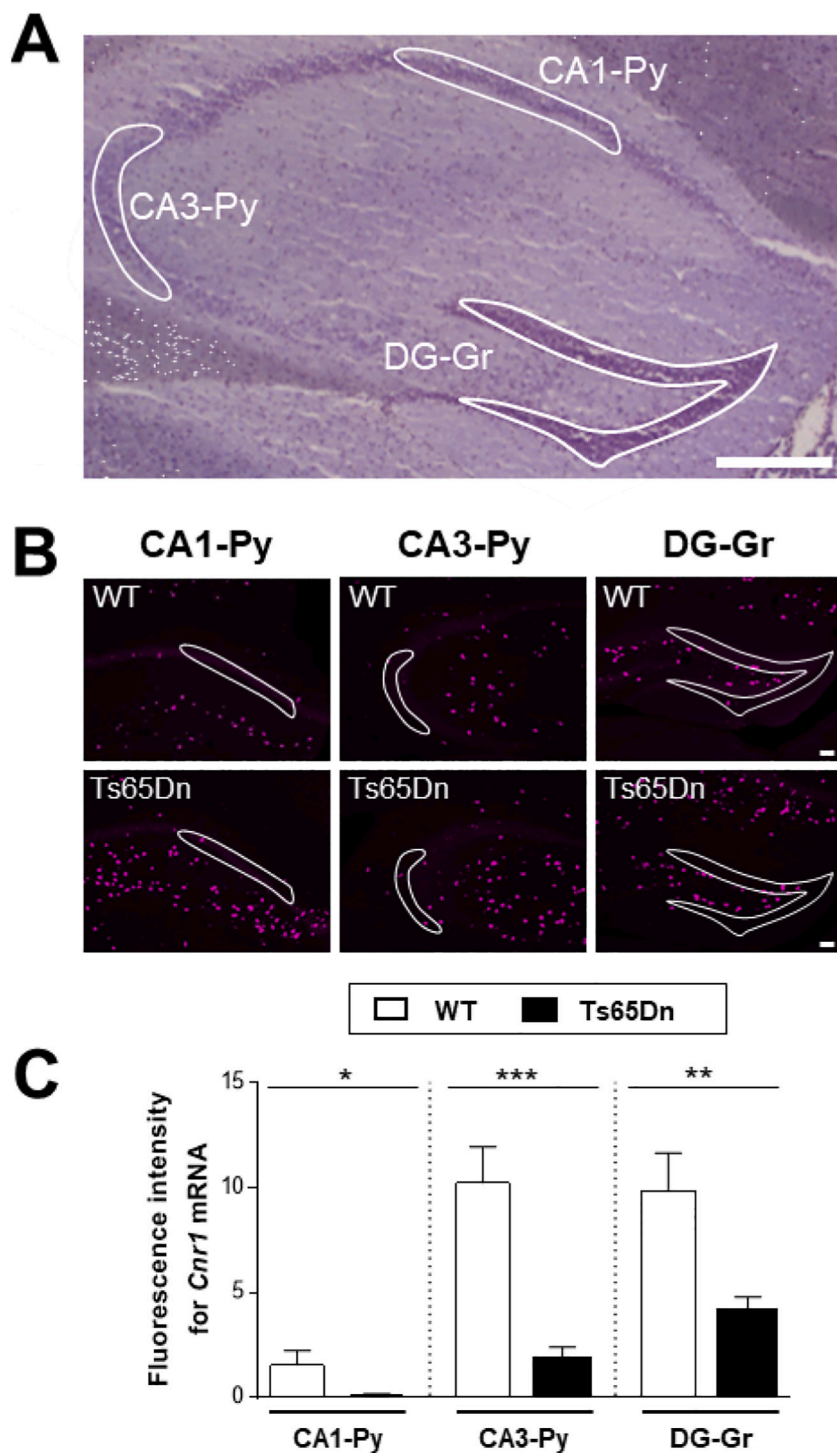 A
CA1-Py
CA3-Py
DG-Gr
B
CA1-Py CA3-Py DG-Gr
WT WT WT
Ts65Dn Ts65Dn Ts65Dn
WT Ts65Dn
C
Fluorescence intensity
for Cnr1 mRNA
15
10
5
0
* *** **
CA1-Py CA3-Py DG-Gr